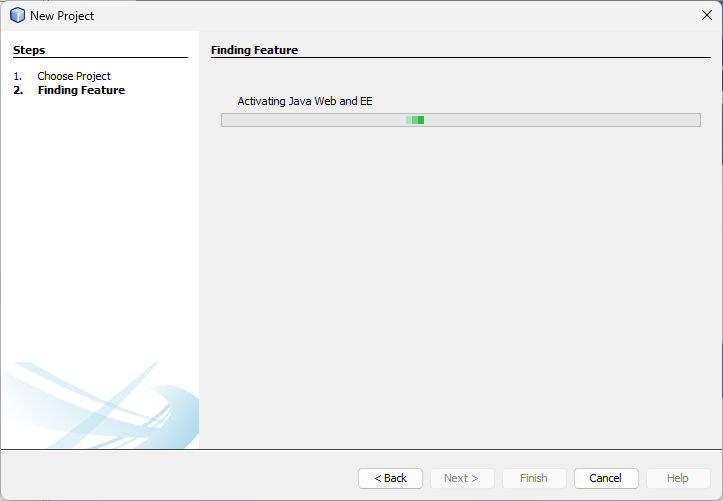 New Project
Steps
1. Choose Project
2. Finding Feature
Finding Feature
Activating Java Web and EE
< Back Next > Finish Cancel Help